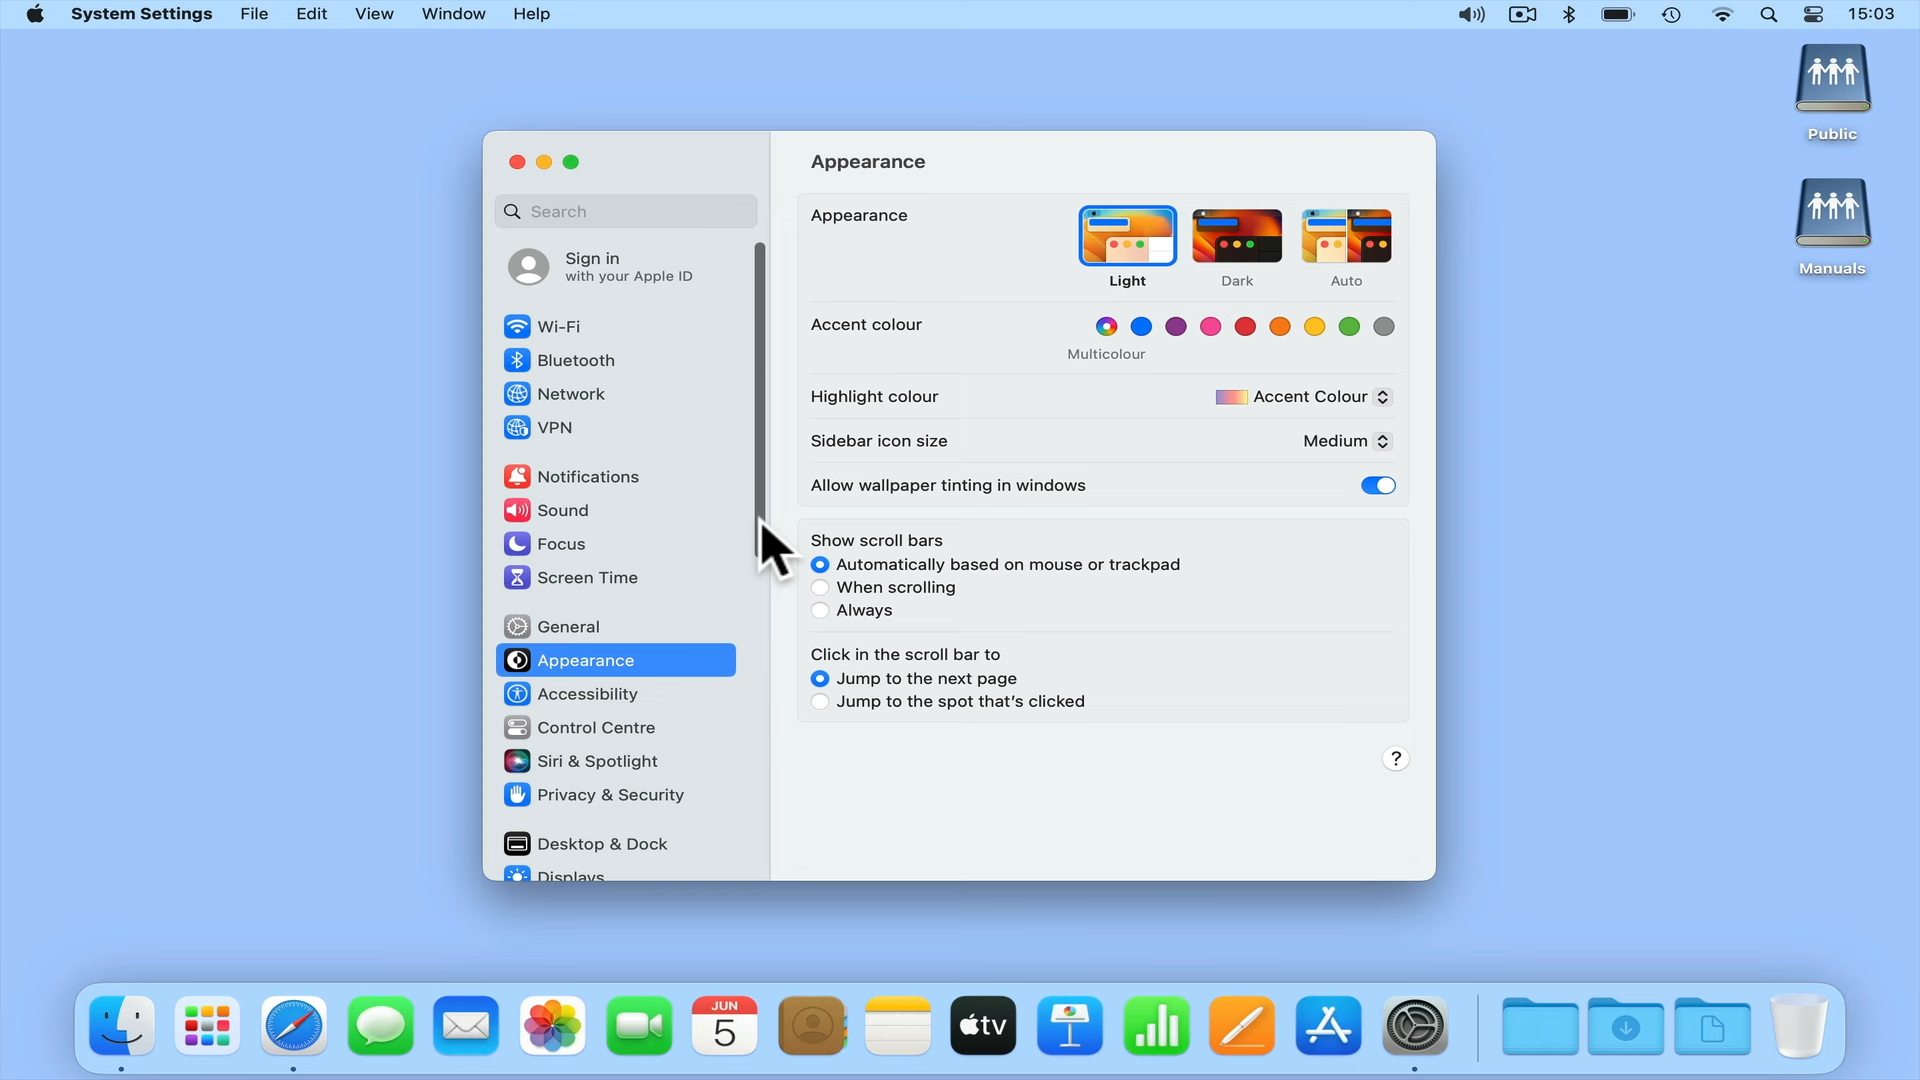 System Settings File Edit View Window Help 15:03
Public
Manuals
Search
Sign in
with your Apple ID
Wi-Fi
Bluetooth
Network
VPN
Notifications
Sound
Focus
Screen Time
General
Appearance
Accessibility
Control Centre
Siri & Spotlight
Privacy & Security
Desktop & Dock
Displays
Appearance
Appearance
Light Dark Auto
Accent colour
Multicolour
Highlight colour Accent Colour
Sidebar icon size Medium
Allow wallpaper tinting in windows
Show scroll bars
Automatically based on mouse or trackpad
When scrolling
Always
Click in the scroll bar to
Jump to the next page
Jump to the spot that's clicked
?
JUN
5
tv